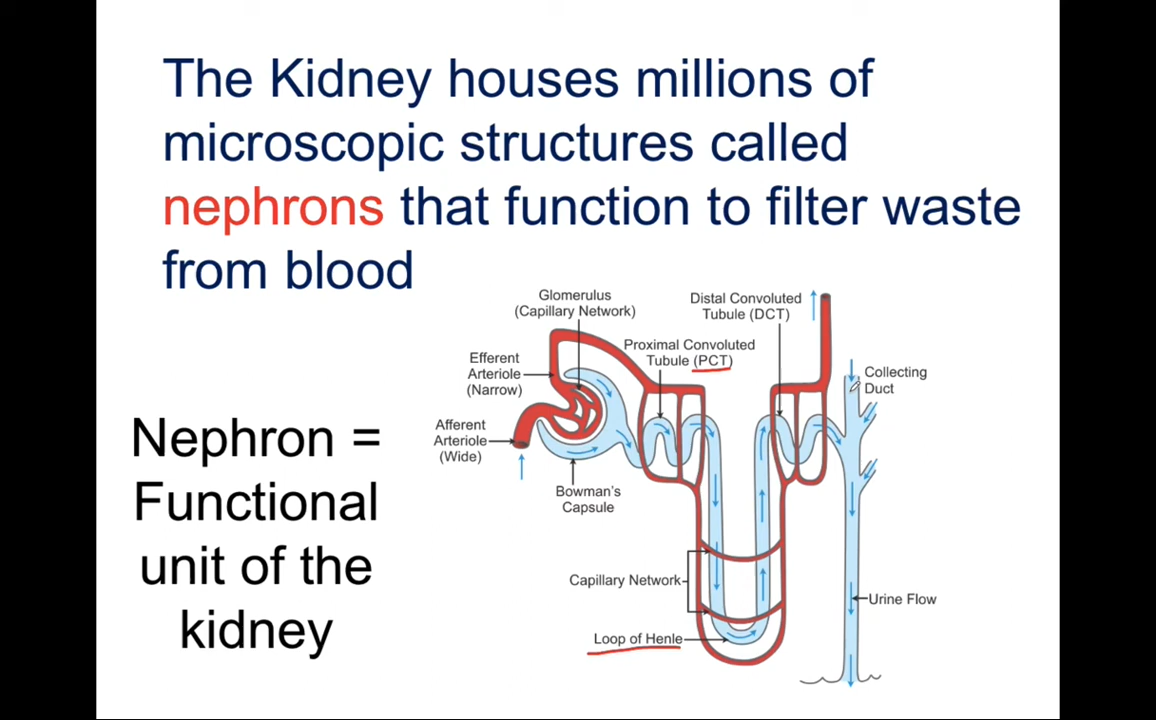 The Kidney houses millions of
microscopic structures called
nephrons that function to filter waste
from blood
Nephron =
Functional
unit of the
kidney
Glomerulus
(Capillary Network)
Distal Convoluted
Tubule (DCT)
Proximal Convoluted
Tubule (PCT)
Efferent
Arteriole
(Narrow)
Collecting
Duct
Afferent
Arteriole
(Wide)
Bowman's
Capsule
Capillary Network
Urine Flow
Loop of Henle